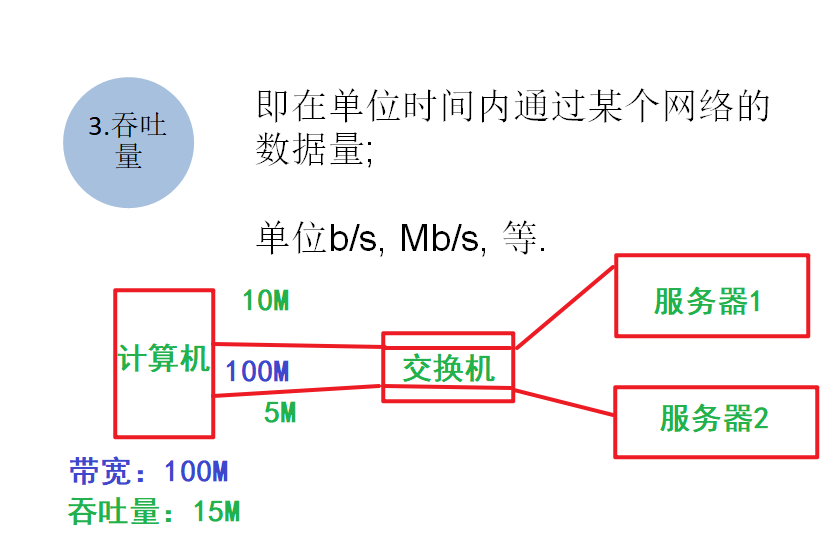 3.吞吐
量
即在单位时间内通过某个网络的
数据量;
单位b/s, Mb/s, 等.
10M
服务器1
计算机
100M
交换机
5M
服务器2
带宽：100M
吞吐量：15M